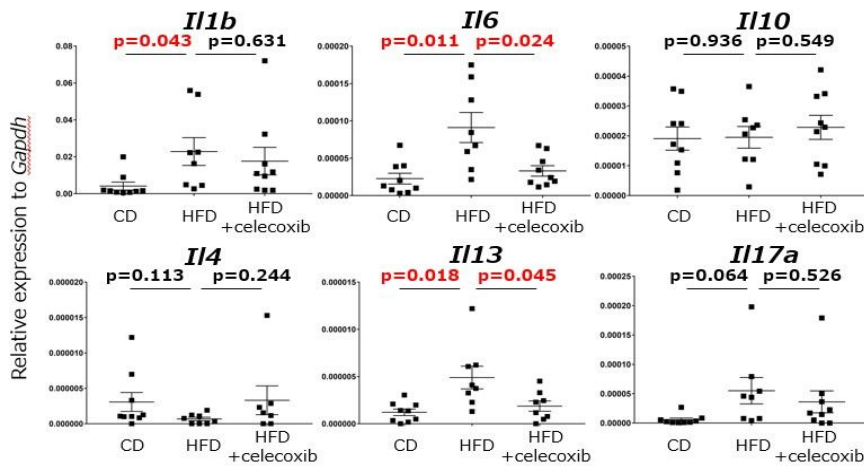 Il1b
p=0.043 p=0.631
0.08
0.06
0.04
0.02
0.00
CD HFD HFD
+celecoxib
Il6
p=0.011 p=0.024
0.00020
0.00015
0.00010
0.00005
0.00000
CD HFD HFD
+celecoxib
Il10
p=0.936 p=0.549
0.00005
0.00004
0.00003
0.00002
0.00001
0.00000
CD HFD HFD
+celecoxib
Relative expression to Gapdh
Il4
p=0.113 p=0.244
0.000020
0.000015
0.000010
0.000005
0.000000
CD HFD HFD
+celecoxib
Il13
p=0.018 p=0.045
0.000015
0.000010
0.000005
0.000000
CD HFD HFD
+celecoxib
Il17a
p=0.064 p=0.526
0.00025
0.00020
0.00015
0.00010
0.00005
0.00000
CD HFD HFD
+celecoxib